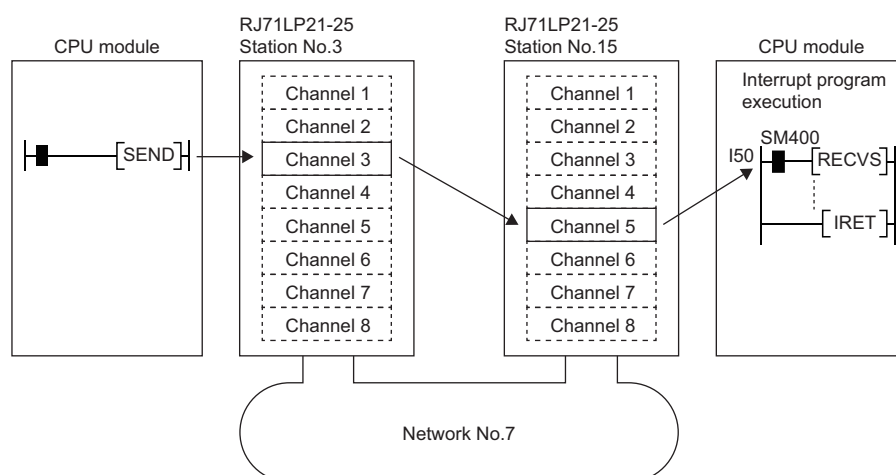 CPU module
SEND
RJ71LP21-25
Station No.3
Channel 1
Channel 2
Channel 3
Channel 4
Channel 5
Channel 6
Channel 7
Channel 8
RJ71LP21-25
Station No.15
Channel 1
Channel 2
Channel 3
Channel 4
Channel 5
Channel 6
Channel 7
Channel 8
CPU module
Interrupt program
execution
SM400
I50
RECVS
IRET
Network No.7